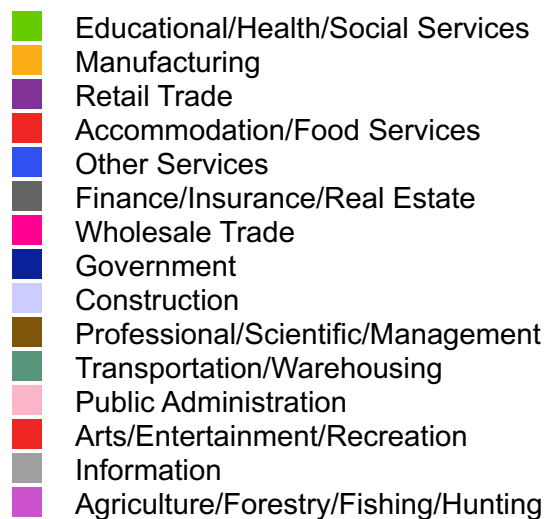 Educational/Health/Social Services
Manufacturing
Retail Trade
Accommodation/Food Services
Other Services
Finance/Insurance/Real Estate
Wholesale Trade
Government
Construction
Professional/Scientific/Management
Transportation/Warehousing
Public Administration
Arts/Entertainment/Recreation
Information
Agriculture/Forestry/Fishing/Hunting